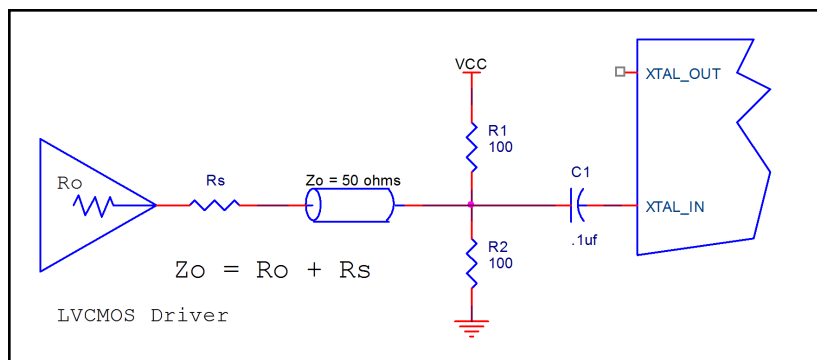 VCC
XTAL_OUT
R1
100
C1
Ro
Rs
Zo = 50 ohms
XTAL_IN
.1uf
R2
100
Zo = Ro + Rs
LVCMOS Driver